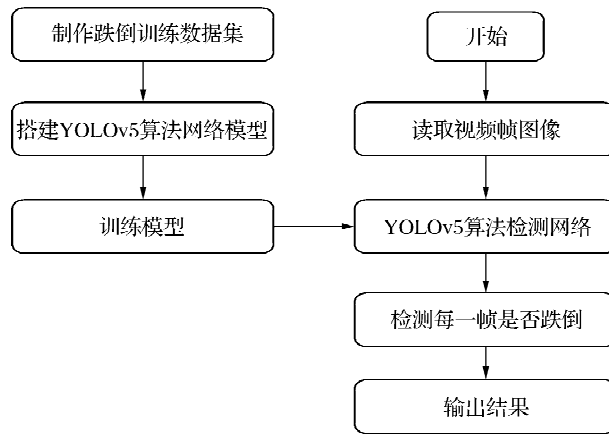 制作跌倒训练数据集
搭建YOLOv5算法网络模型
训练模型
开始
读取视频帧图像
YOLOv5算法检测网络
检测每一帧是否跌倒
输出结果